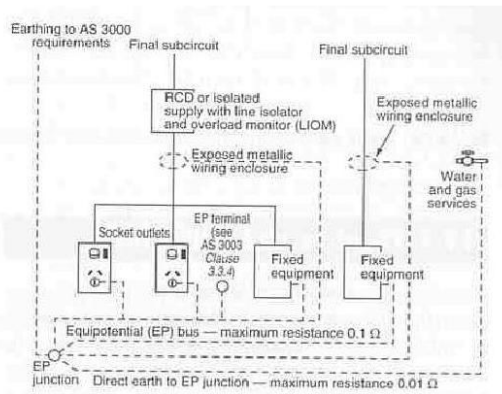 Earthing to AS 3000
requirements
Final subcircuit
Final subcircuit
RCD or isolated
supply with line isolator
and overload monitor (LIOM)
Exposed metallic
wiring enclosure
Exposed metallic
wiring enclosure
Water
and gas
services
Socket outlets
EP terminal
(see
AS 3003
Clause
3.3.4)
Fixed
equipment
Fixed
equipment
Equipotential (EP) bus — maximum resistance 0.1 Ω
EP
junction
Direct earth to EP junction — maximum resistance 0.01 Ω